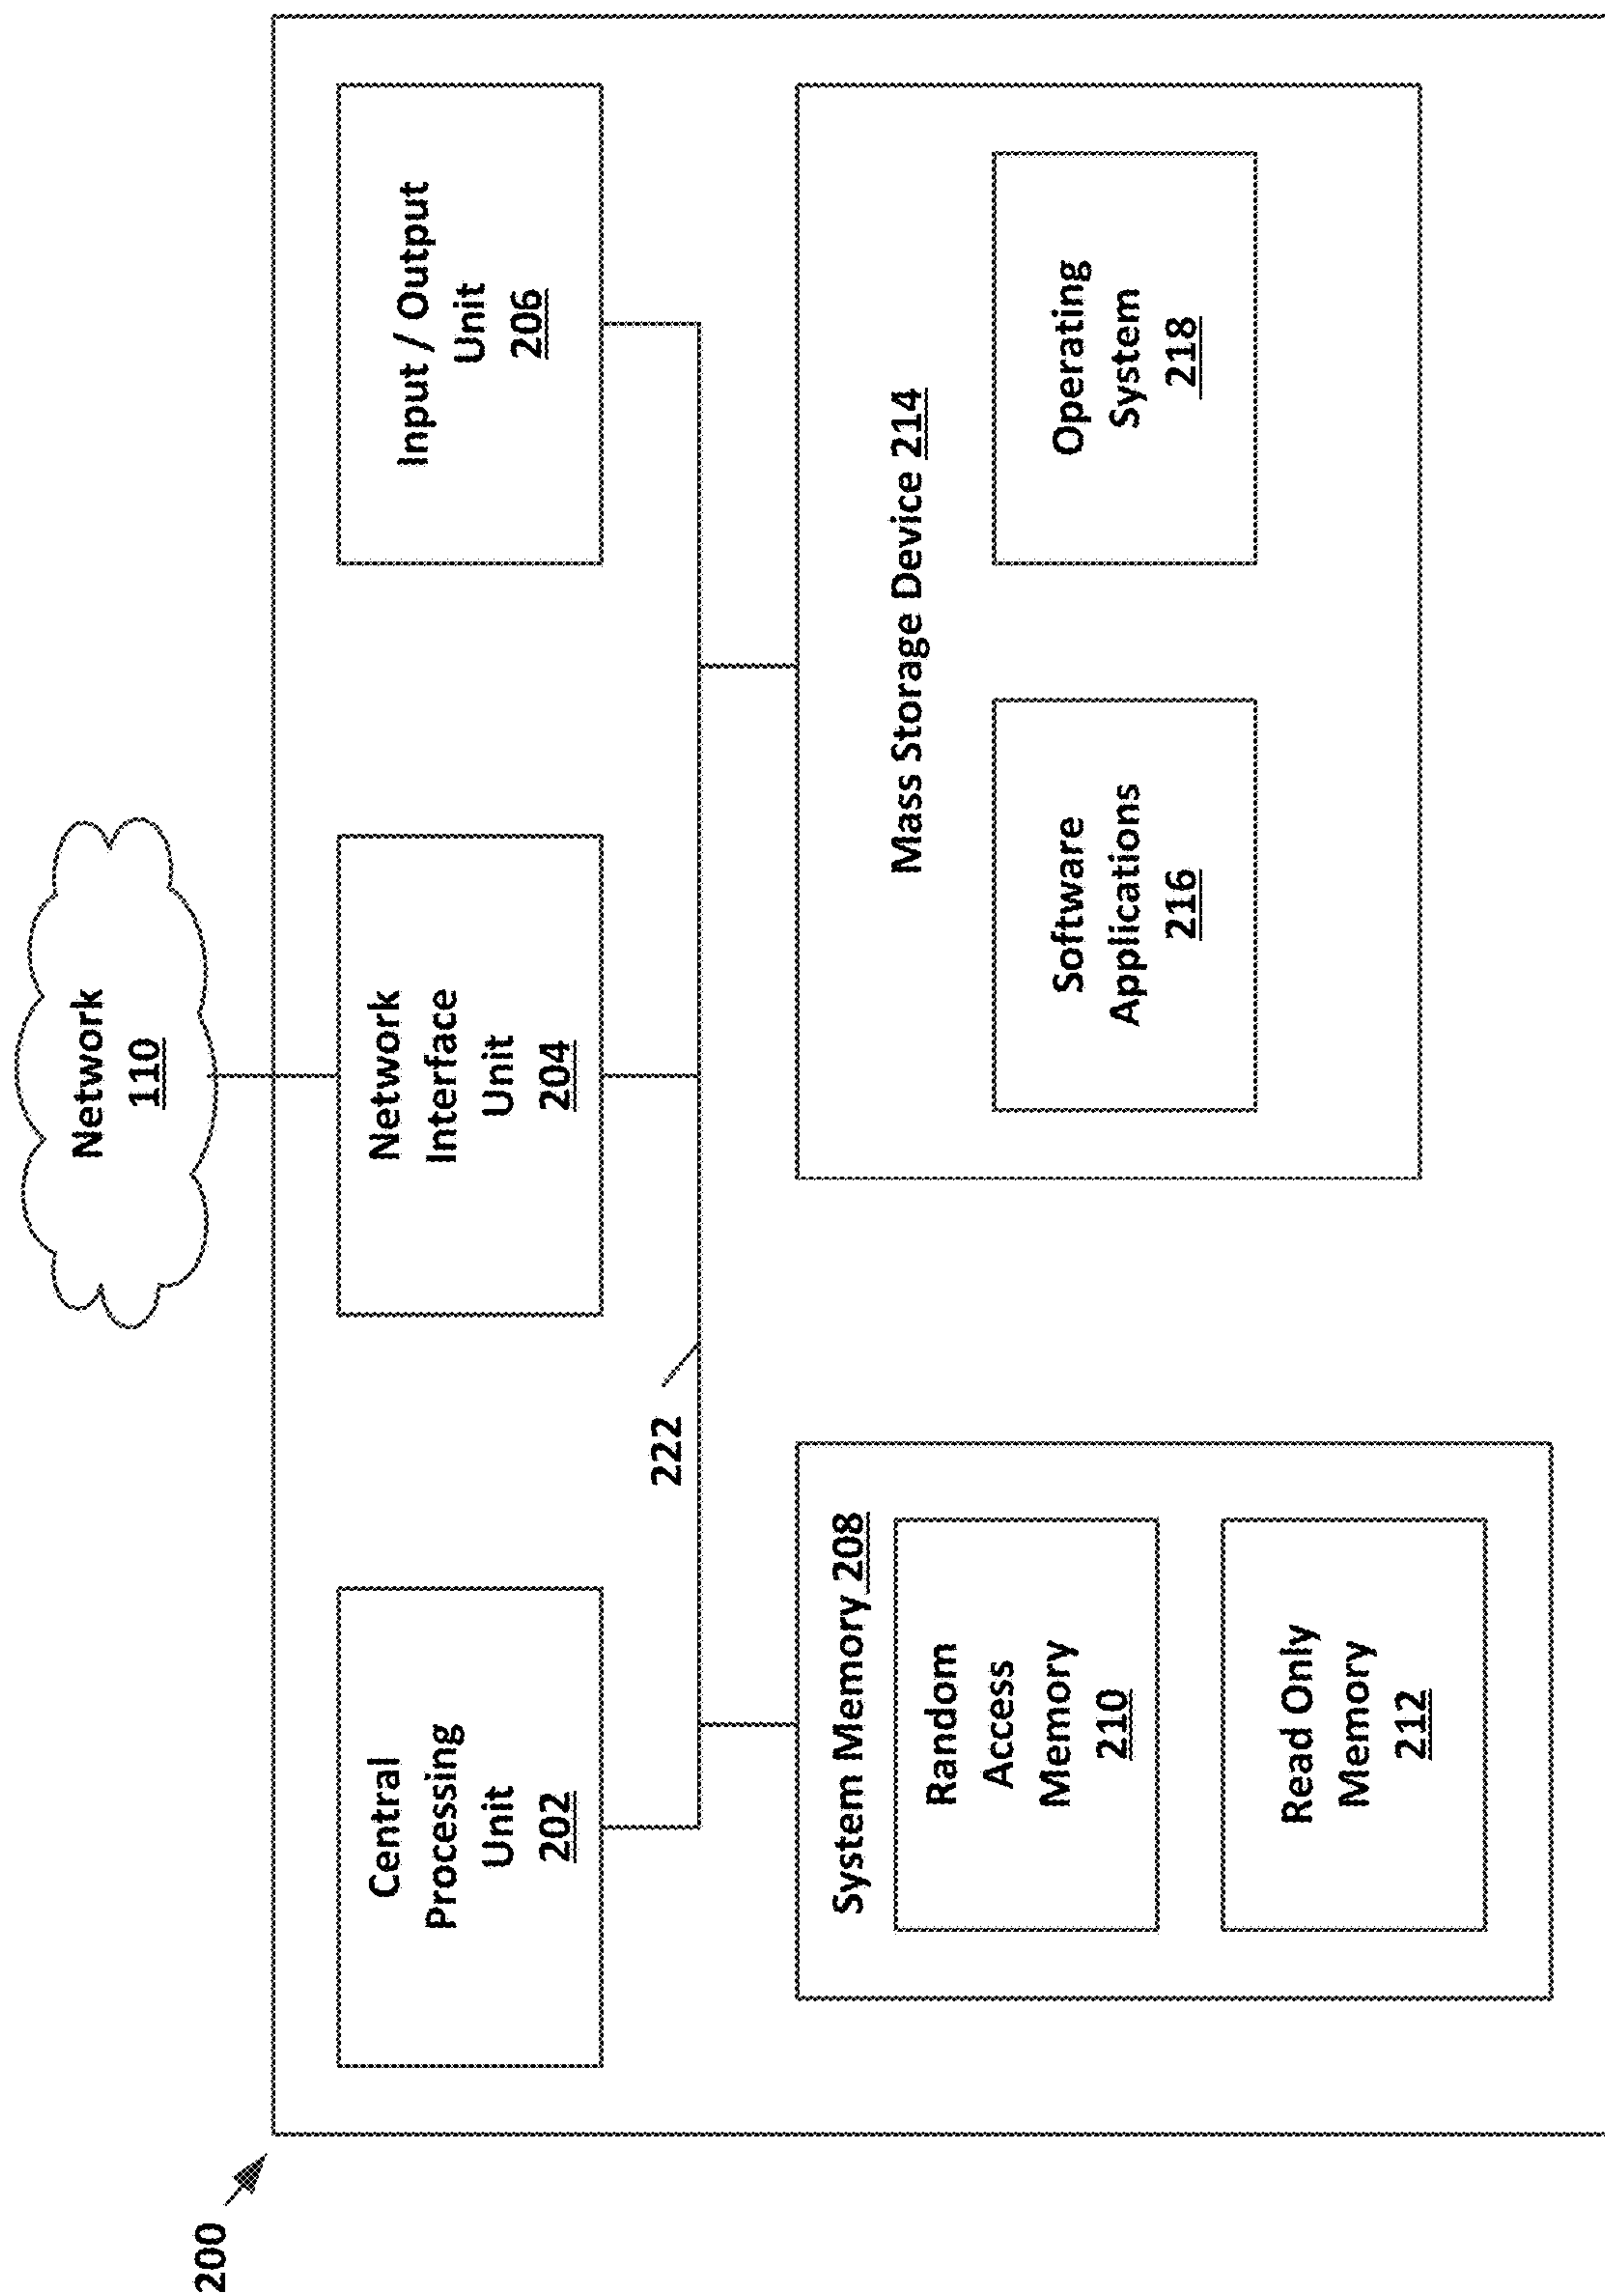 200
Network
110
Central
Processing
Unit
202
Network
Interface
Unit
204
Input / Output
Unit
206
222
System Memory 208
Random
Access
Memory
210
Read Only
Memory
212
Mass Storage Device 214
Software
Applications
216
Operating
System
218